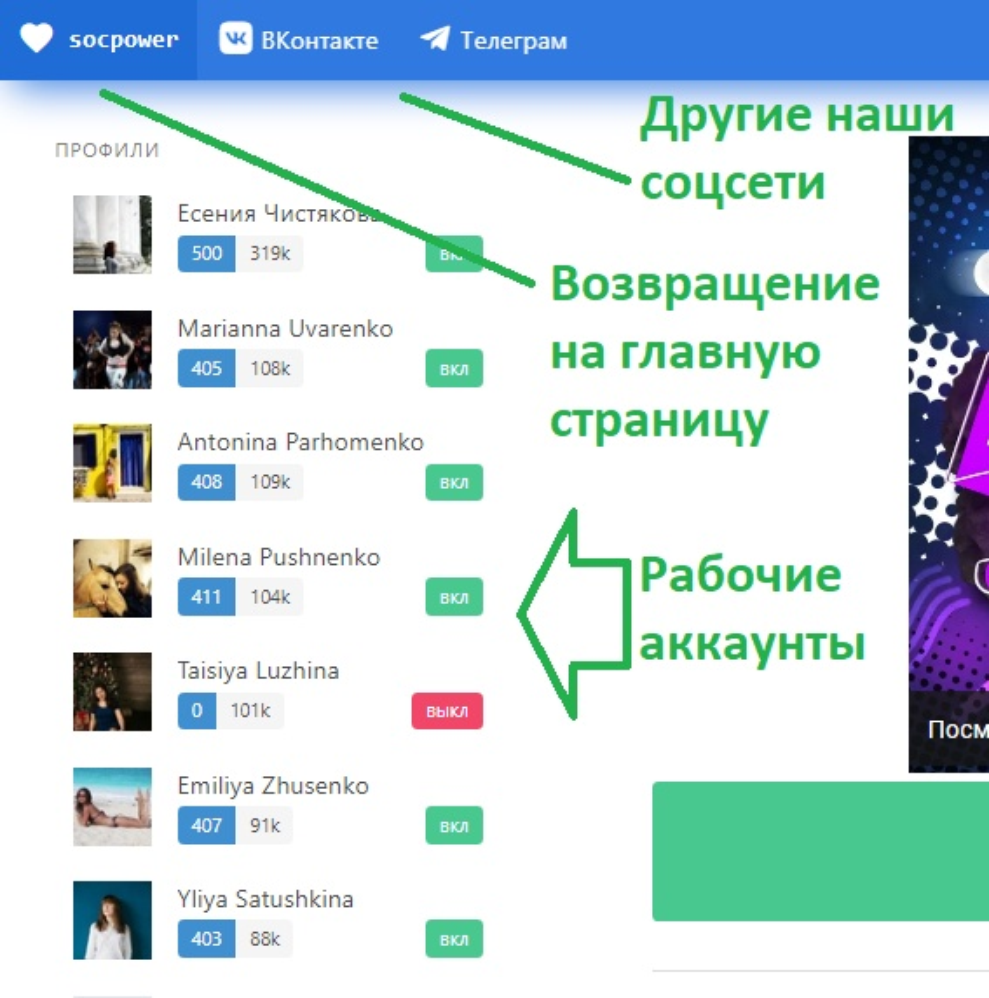 socpower
ВКонтакте
Телеграм
Другие наши
соцсети
ПРОФИЛИ
Есения Чистякова
500 319k вкл
Возвращение
на главную
страницу
Marianna Uvarenko
405 108k вкл
Antonina Parhomenko
408 109k вкл
Milena Pushnenko
411 104k вкл
Рабочие
аккаунты
Taisiya Luzhina
0 101k выкл
Посм
Emiliya Zhusenko
407 91k вкл
Yliya Satushkina
403 88k вкл